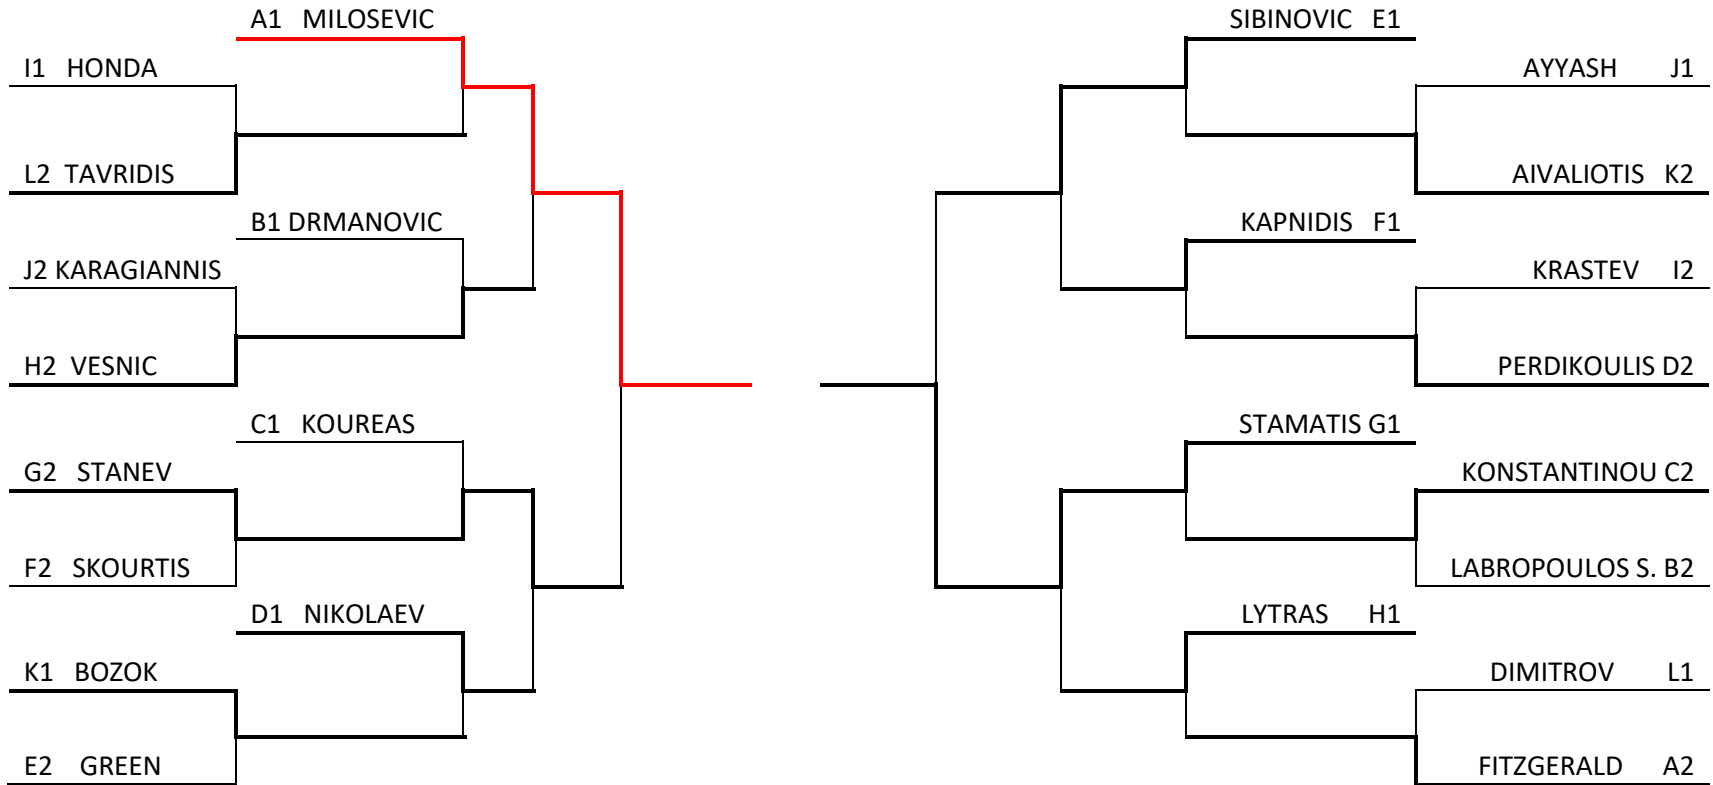 A1 MILOSEVIC
I1 HONDA
L2 TAVRIDIS
B1 DRMANOVIC
J2 KARAGIANNIS
H2 VESNIC
C1 KOUREAS
G2 STANEV
F2 SKOURTIS
D1 NIKOLAEV
K1 BOZOK
E2 GREEN
SIBINOVIC E1
AYYASH J1
AIVALIOTIS K2
KAPNIDIS F1
KRASTEV I2
PERDIKOULIS D2
STAMATIS G1
KONSTANTINOU C2
LABROPOULOS S. B2
LYTRAS H1
DIMITROV L1
FITZGERALD A2